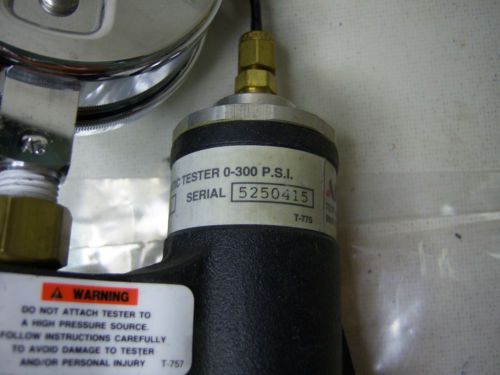 TIC TESTER 0-300 P.S.I.
SERIAL 5250415
T-775
WARNING
DO NOT ATTACH TESTER TO
A HIGH PRESSURE SOURCE.
FOLLOW INSTRUCTIONS CAREFULLY
TO AVOID DAMAGE TO TESTER
AND/OR PERSONAL INJURY T-757